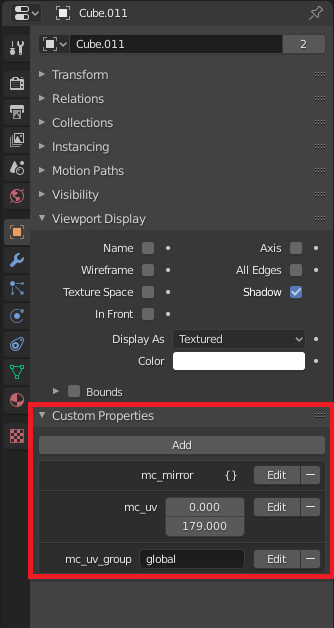 Cube.011
Cube.011 2
Transform
Relations
Collections
Instancing
Motion Paths
Visibility
Viewport Display
Name Axis
Wireframe All Edges
Texture Space Shadow
In Front
Display As Textured
Color
Bounds
Custom Properties
Add
mc_mirror {} Edit
mc_uv 0.000 Edit
179.000
mc_uv_group global Edit